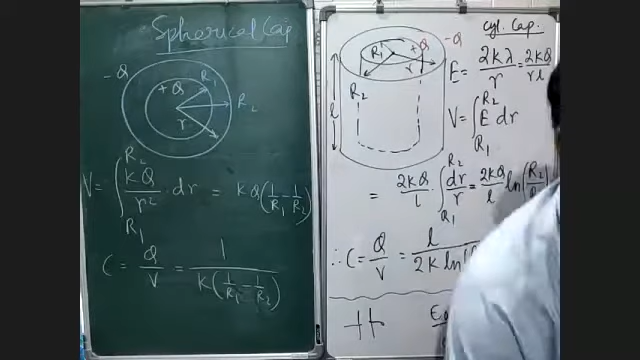 Spherical Cap
-Q
+Q
R₁
R₂
r
V = ∫_{R₁}^{R₂} KQ/r² · dr = KQ(1/R₁ - 1/R₂)
C = Q/V = 1/(K(1/R₁ - 1/R₂))
Cyl. Cap.
-Q
+Q
R₁
r
R₂
l
E = 2Kλ/r = 2KQ/rl
V = ∫_{R₁}^{R₂} E dr
= 2KQ/l ∫_{R₁}^{R₂} dr/r = 2KQ/l ln(R₂/
∴ C = Q/V = l/2K ln(